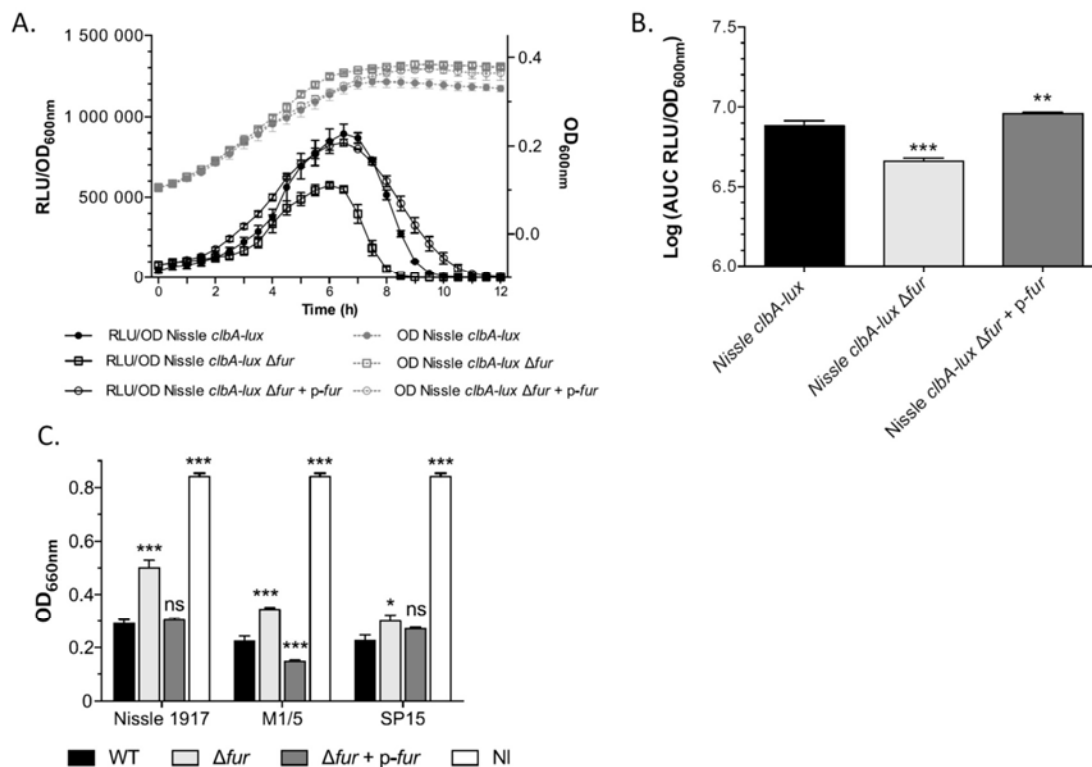 A.
1 500 000
1 000 000
500 000
0
RLU/OD600nm
0.4
0.2
0.0
OD600nm
0 2 4 6 8 10 12
Time (h)
RLU/OD Nissle clbA-lux
OD Nissle clbA-lux
RLU/OD Nissle clbA-lux Δfur
OD Nissle clbA-lux Δfur
RLU/OD Nissle clbA-lux Δfur + p-fur
OD Nissle clbA-lux Δfur + p-fur
B.
7.5
7.0
6.5
6.0
Log (AUC RLU/OD600nm)
***
**
Nissle clbA-lux
Nissle clbA-lux Δfur
Nissle clbA-lux Δfur + p-fur
C.
0.8
0.6
0.4
0.2
0
OD660nm
*** ns ***
*** *** ***
* ns ***
Nissle 1917 M1/5 SP15
WT Δfur Δfur + p-fur NI